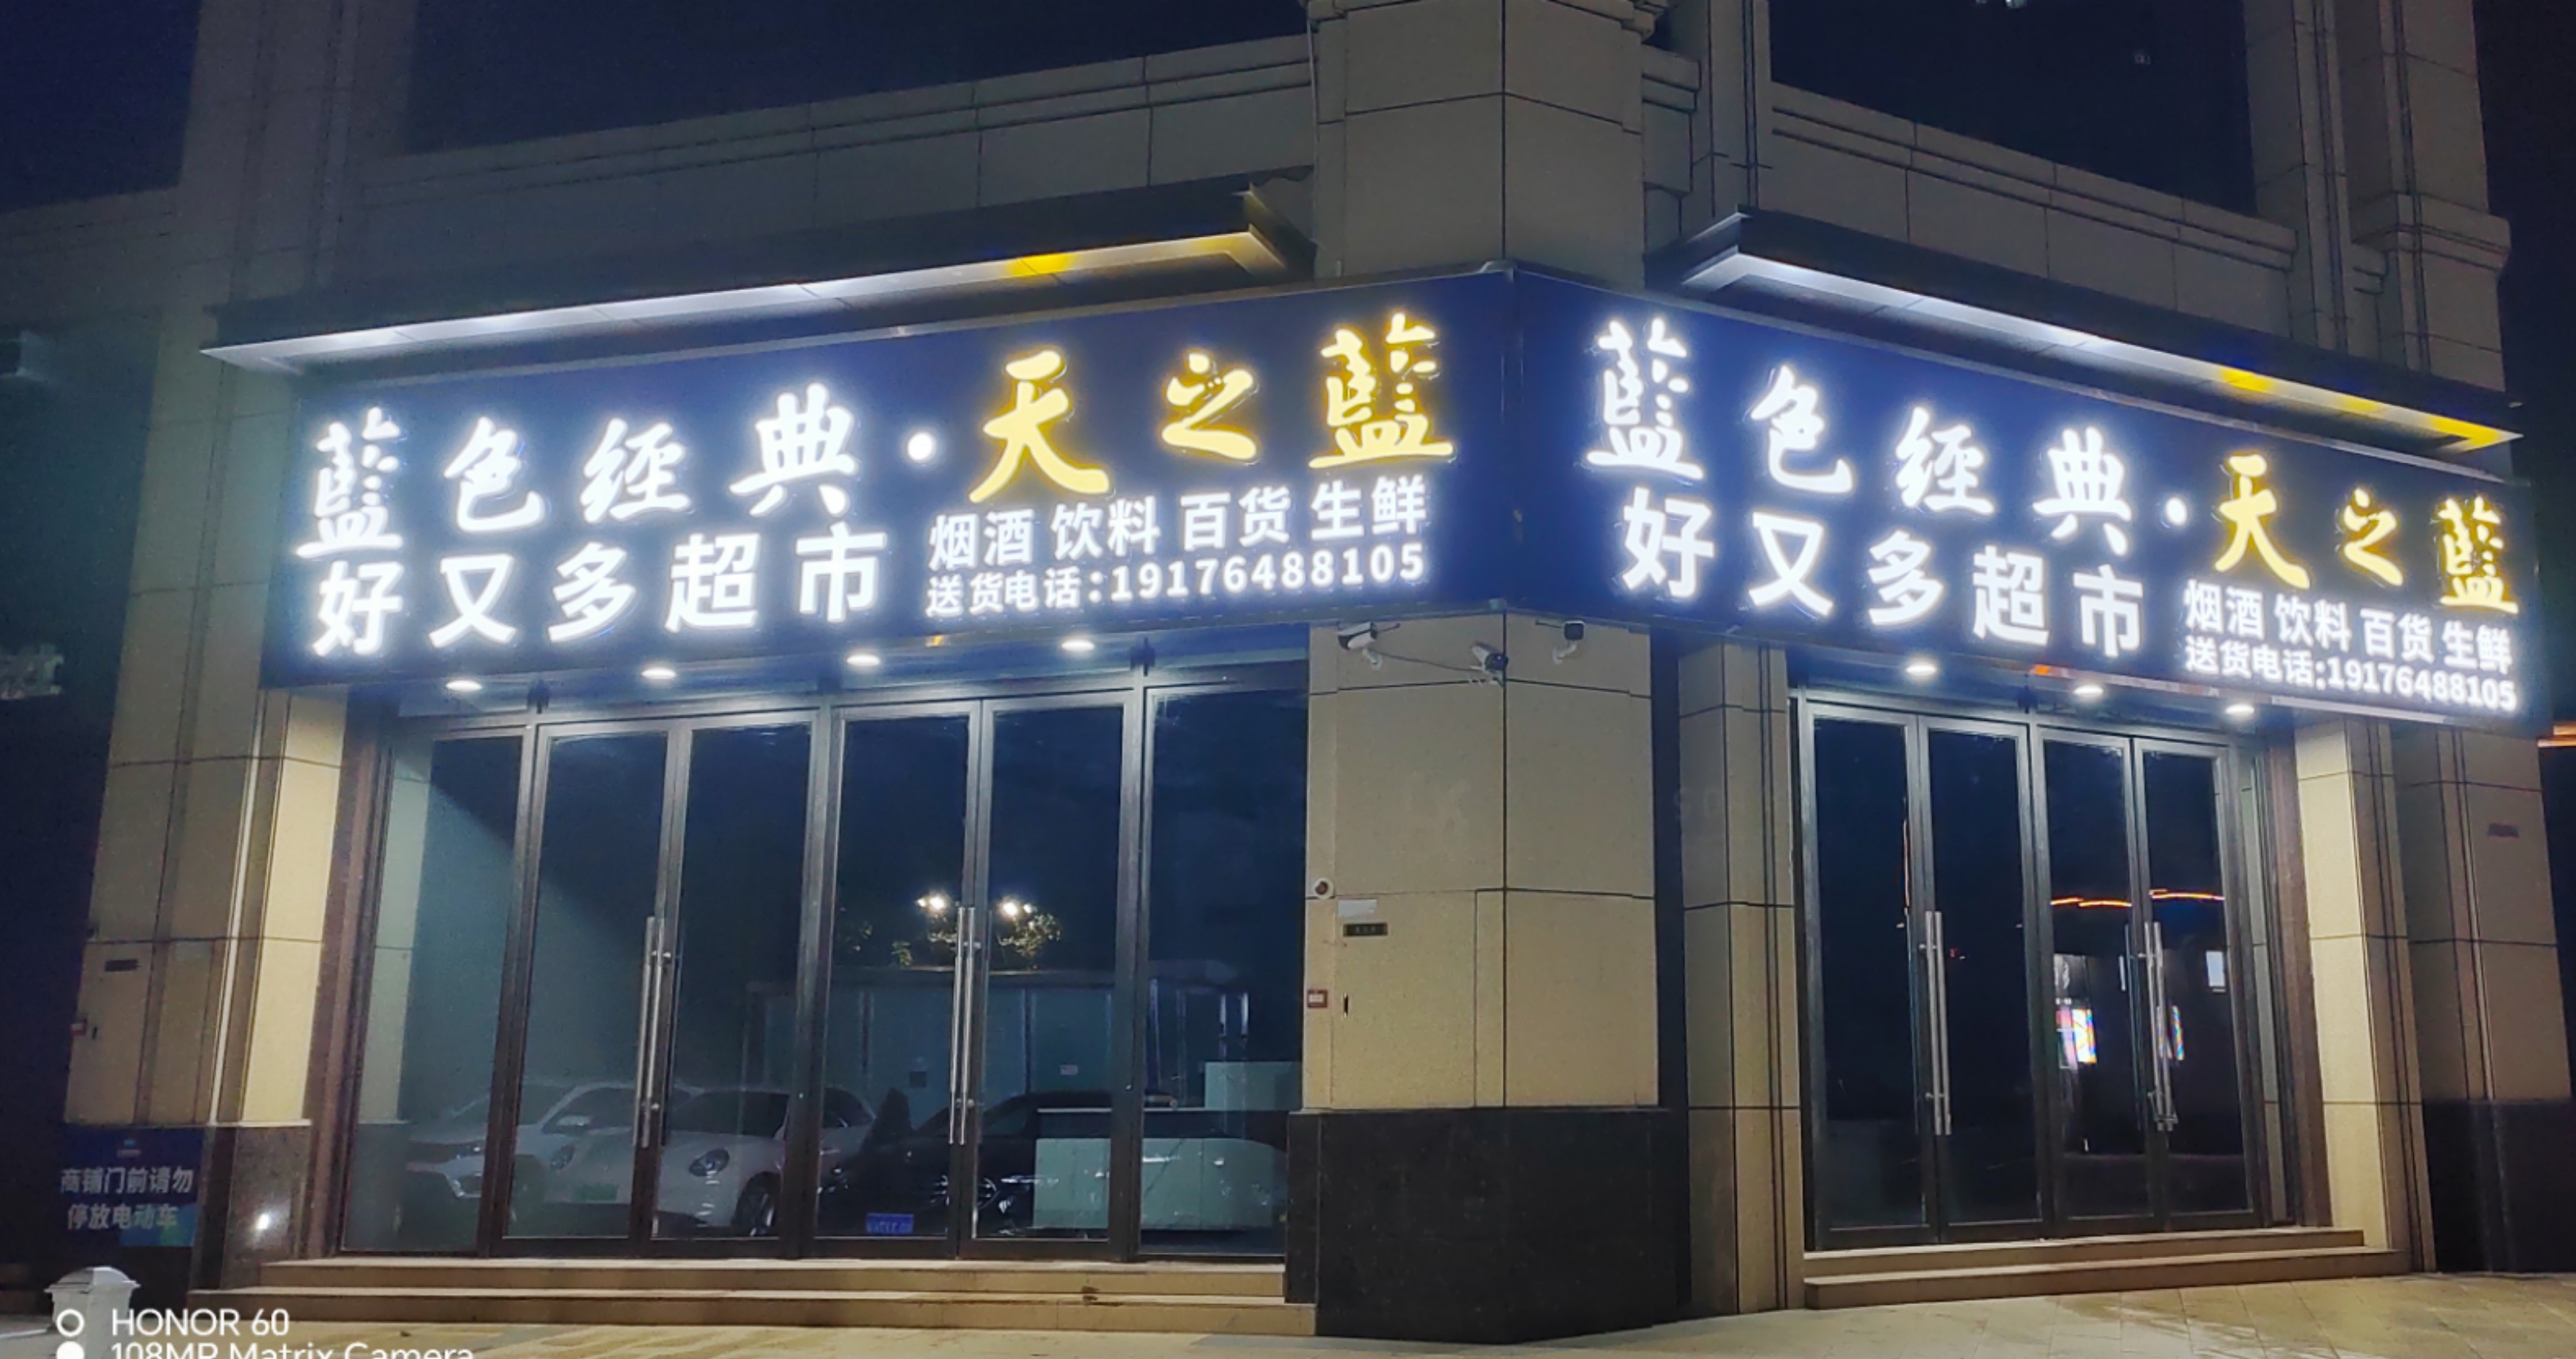 藍色经典·天之藍
好又多超市
烟酒 饮料 百货 生鲜
送货电话:19176488105
藍色经典·天之藍
好又多超市
烟酒 饮料 百货 生鲜
送货电话:19176488105
商铺门前请勿
停放电动车
HONOR 60
108MP Matrix Camera